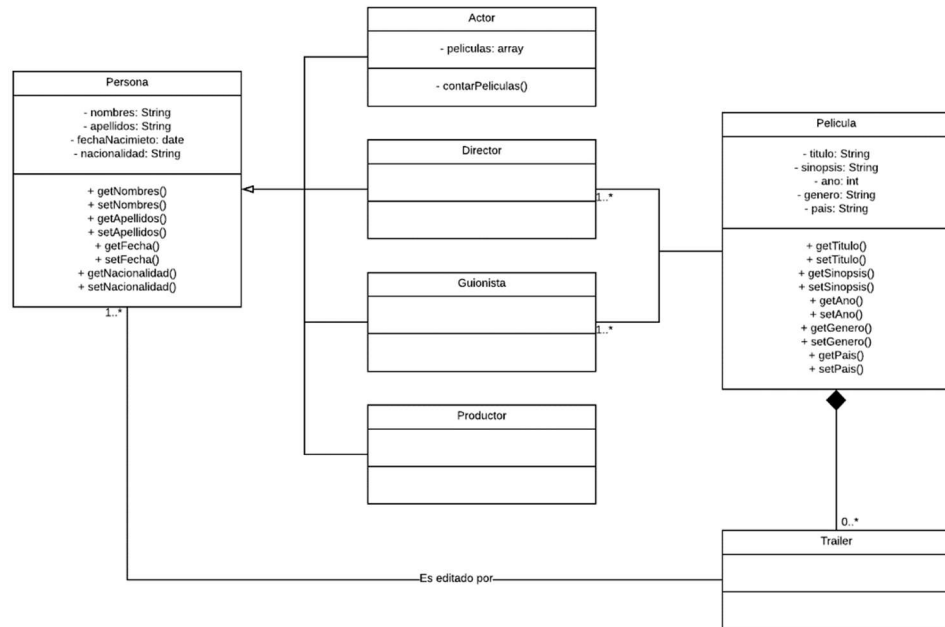 Persona
- nombres: String
- apellidos: String
- fechaNacimieto: date
- nacionalidad: String
+ getNombres()
+ setNombres()
+ getApellidos()
+ setApellidos()
+ getFecha()
+ setFecha()
+ getNacionalidad()
+ setNacionalidad()
1..*
Actor
- peliculas: array
- contarPeliculas()
Director
1..*
Guionista
1..*
Productor
Pelicula
- titulo: String
- sinopsis: String
- ano: int
- genero: String
- pais: String
+ getTitulo()
+ setTitulo()
+ getSinopsis()
+ setSinopsis()
+ getAno()
+ setAno()
+ getGenero()
+ setGenero()
+ getPais()
+ setPais()
0..*
Trailer
Es editado por